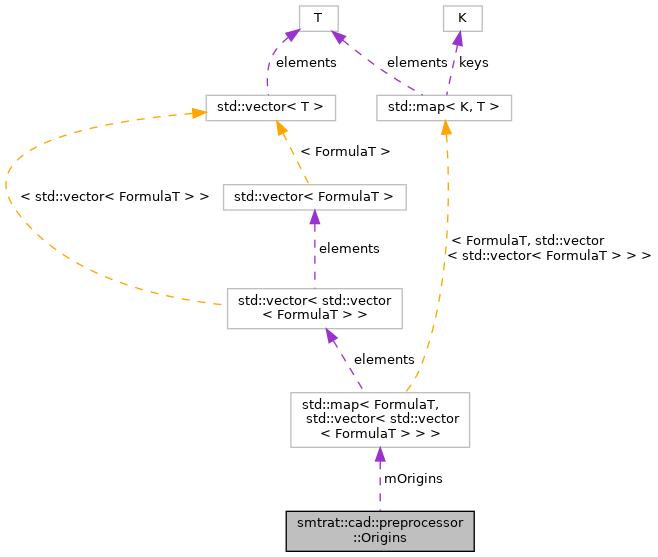 T
K
elements
elements
keys
std::vector< T >
std::map< K, T >
< FormulaT >
< std::vector< FormulaT > >
std::vector< FormulaT >
< FormulaT, std::vector
< std::vector< FormulaT > > >
elements
std::vector< std::vector
< FormulaT > >
elements
std::map< FormulaT,
std::vector< std::vector
< FormulaT > > >
mOrigins
smtrat::cad::preprocessor
::Origins